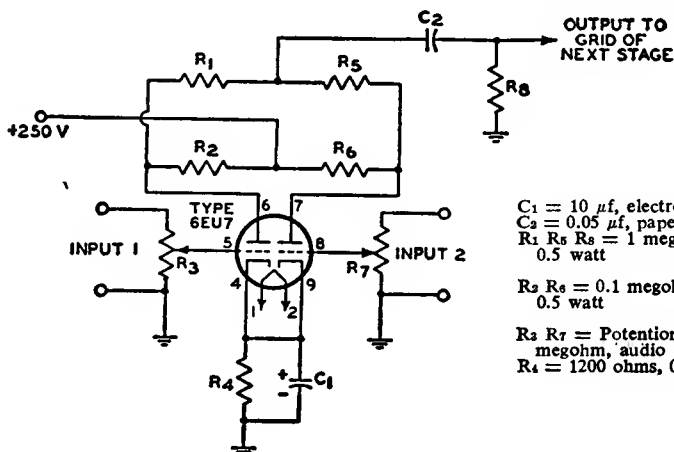 C2
OUTPUT TO
GRID OF
NEXT STAGE
R1
R5
R8
+250 V
R2
R6
TYPE
6EU7
6
7
INPUT 1
R3
5
8
R7
INPUT 2
4
1
2
9
R4
+
-
C1
C1 = 10 µf, electro
C2 = 0.05 µf, pape
R1 R5 R8 = 1 meg
0.5 watt
R2 R6 = 0.1 megoh
0.5 watt
R3 R7 = Potention
megohm, audio
R4 = 1200 ohms, 0